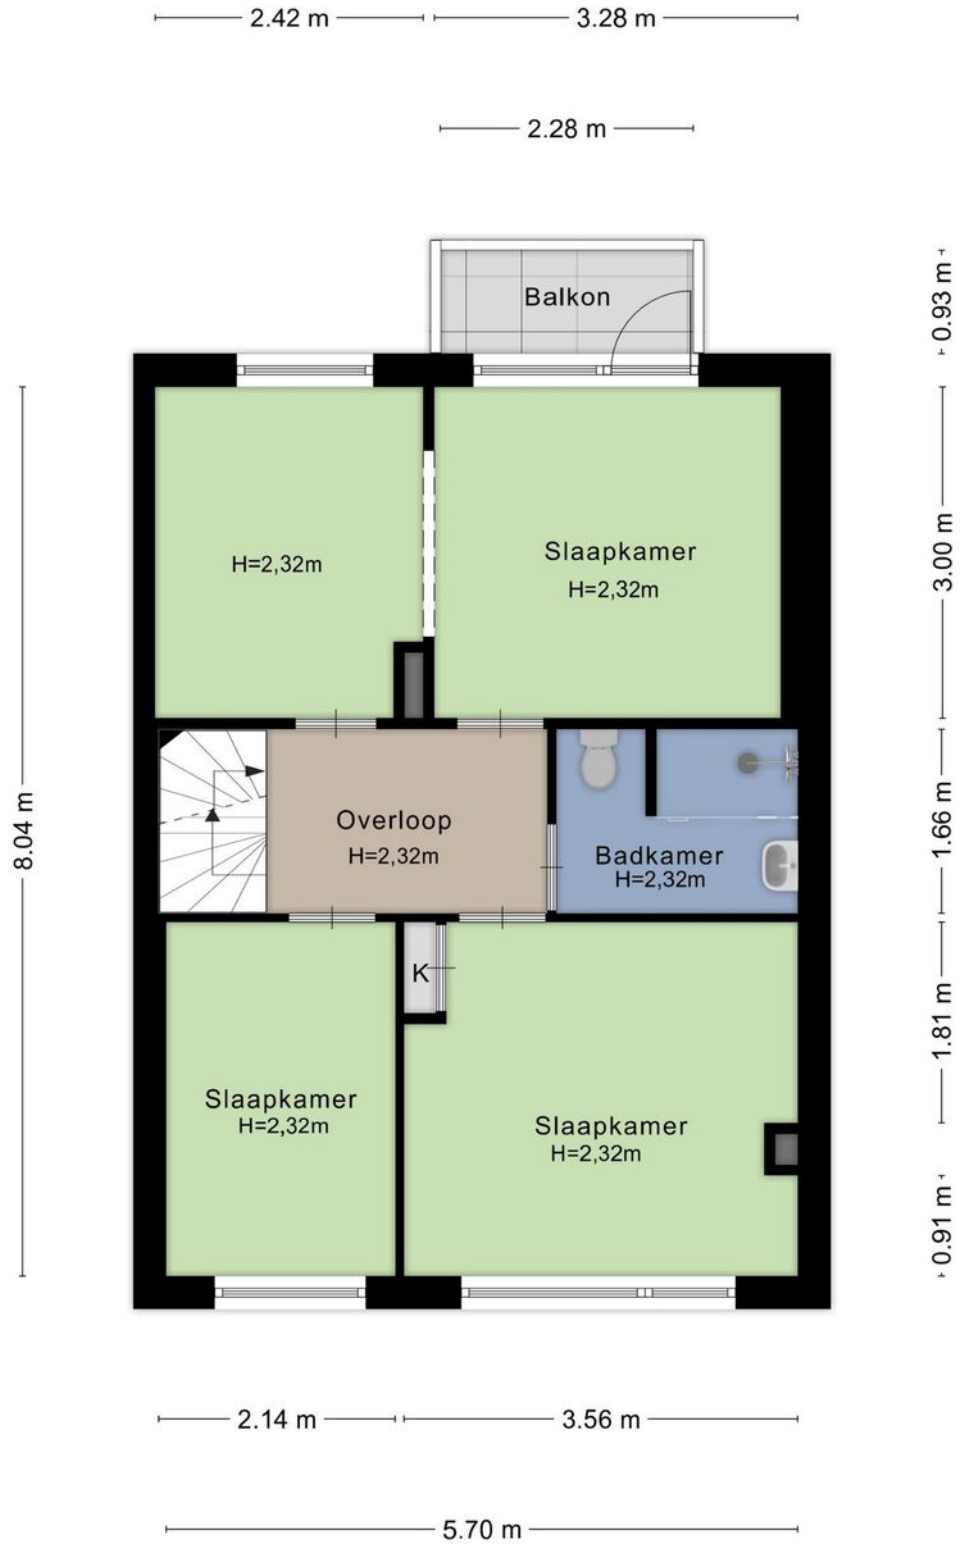 2.42 m
3.28 m
2.28 m
Balkon
0.93 m
H=2,32m
Slaapkamer
H=2,32m
3.00 m
8.04 m
Overloop
H=2,32m
Badkamer
H=2,32m
1.66 m
K
1.81 m
Slaapkamer
H=2,32m
Slaapkamer
H=2,32m
0.91 m
2.14 m
3.56 m
5.70 m